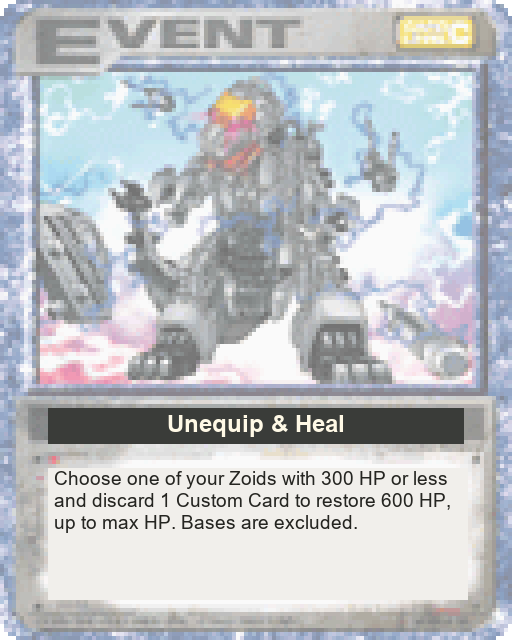 EVENT
Unequip & Heal
Choose one of your Zoids with 300 HP or less
and discard 1 Custom Card to restore 600 HP,
up to max HP. Bases are excluded.